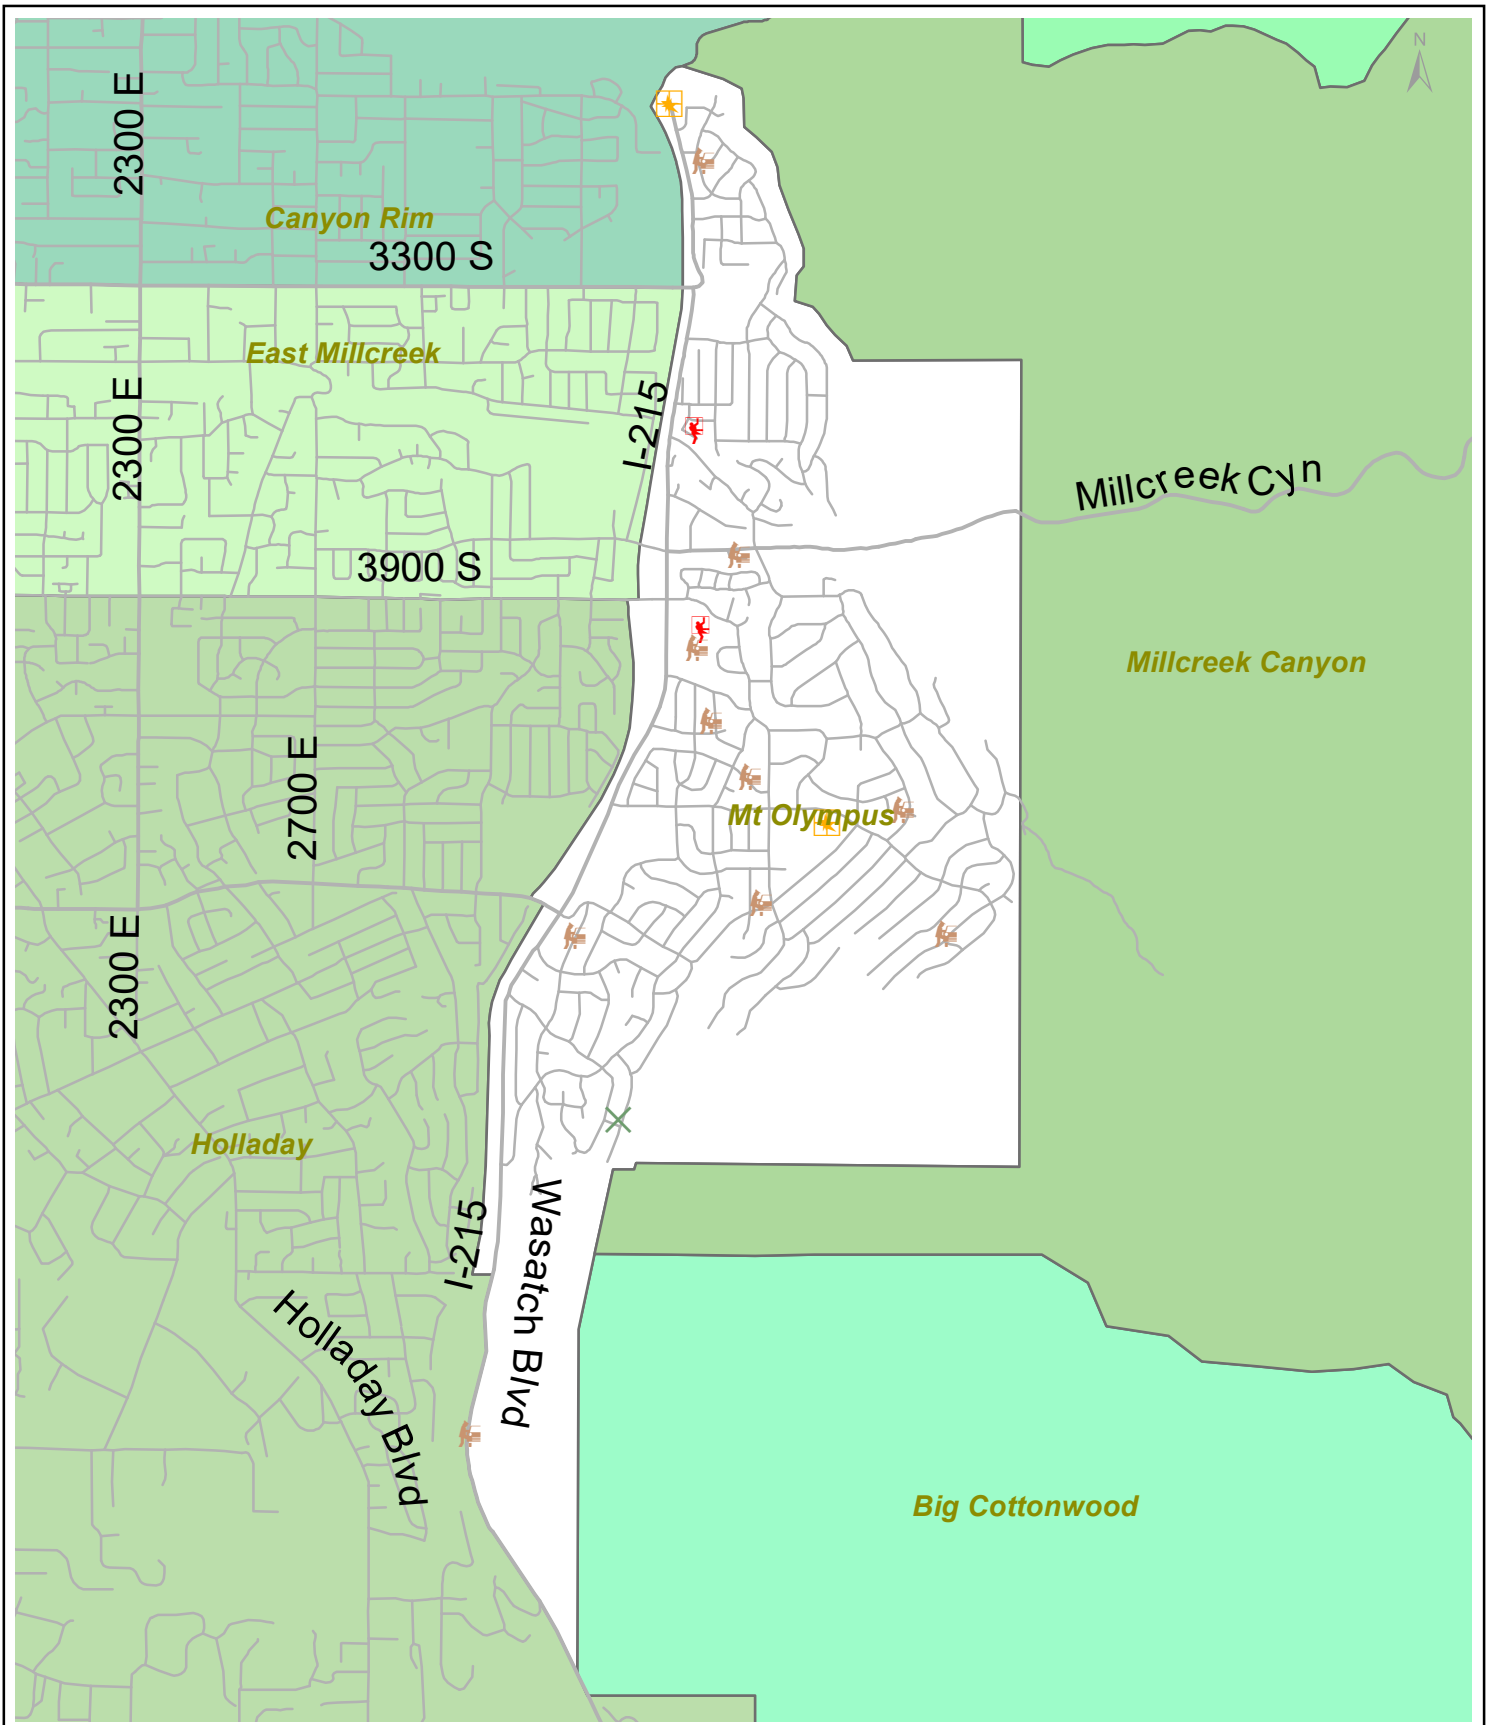 N
2300 E
Canyon Rim
3300 S
East Millcreek
2300 E
I-215
Millcreek Cyn
3900 S
Millcreek Canyon
2700 E
Mt Olympus
2300 E
Holladay
I-215
Wasatch Blvd
Holladay Blvd
Big Cottonwood